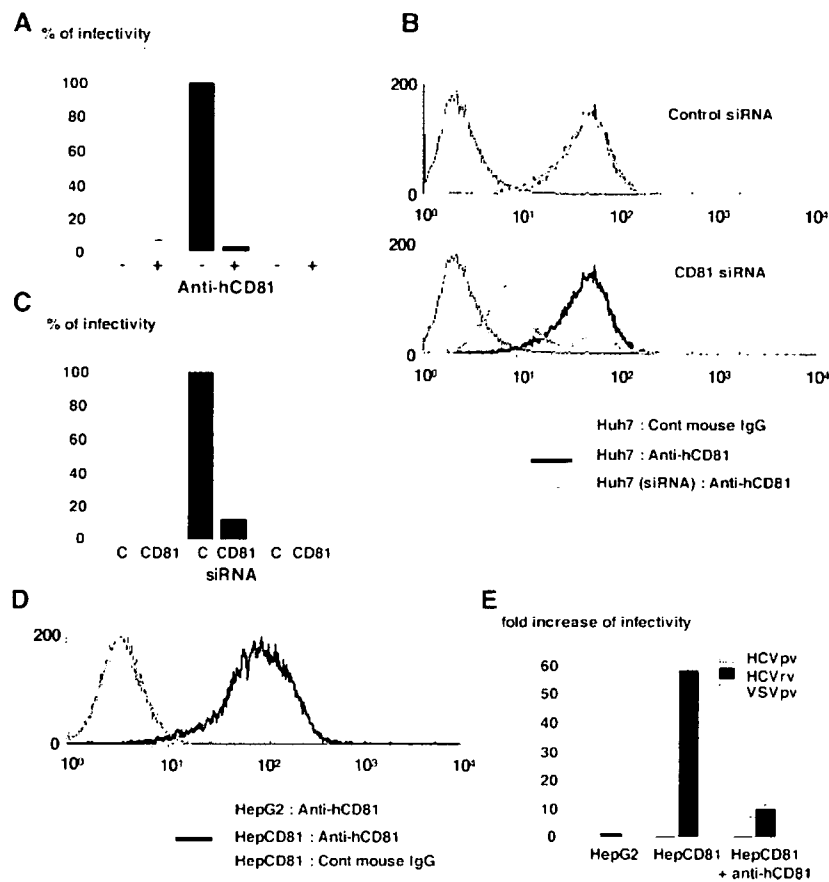 A
% of infectivity
100
80
60
40
20
0
- + - + - +
Anti-hCD81
B
200
0
Control siRNA
10⁰ 10¹ 10² 10³ 10⁴
200
0
CD81 siRNA
10⁰ 10¹ 10² 10³ 10⁴
Huh7 : Cont mouse IgG
Huh7 : Anti-hCD81
Huh7 (siRNA) : Anti-hCD81
C
% of infectivity
100
80
60
40
20
0
C CD81 C CD81 C CD81
siRNA
D
200
0
10⁰ 10¹ 10² 10³ 10⁴
HepG2 : Anti-hCD81
HepCD81 : Anti-hCD81
HepCD81 : Cont mouse IgG
E
fold increase of infectivity
60
50
40
30
20
10
0
HCVpv
HCVrv
VSVpv
HepG2 HepCD81 HepCD81
+ anti-hCD81